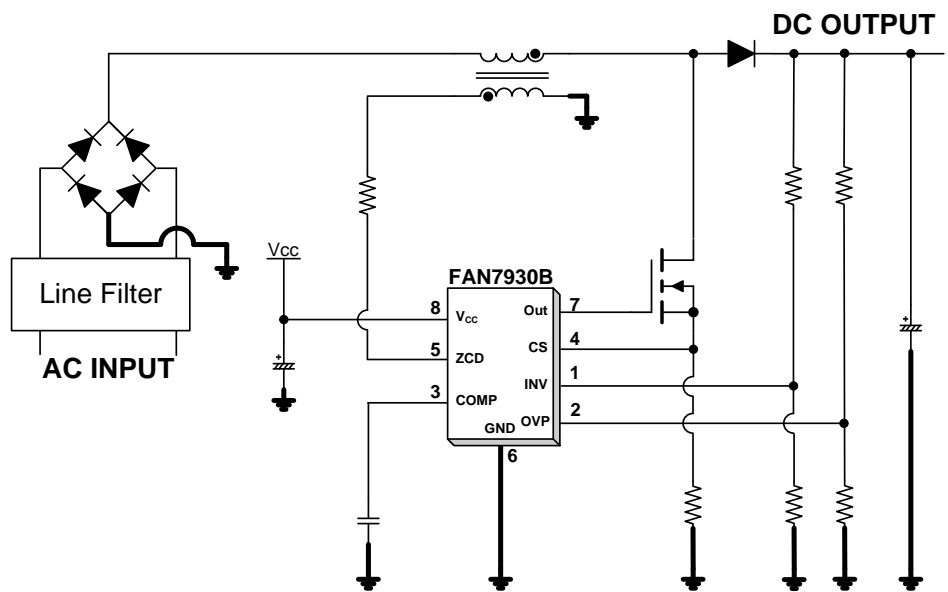 DC OUTPUT
Vcc
FAN7930B
Line Filter
AC INPUT
8 Vcc Out 7
5 ZCD CS 4
3 COMP INV 1
GND OVP 2
6
+
+